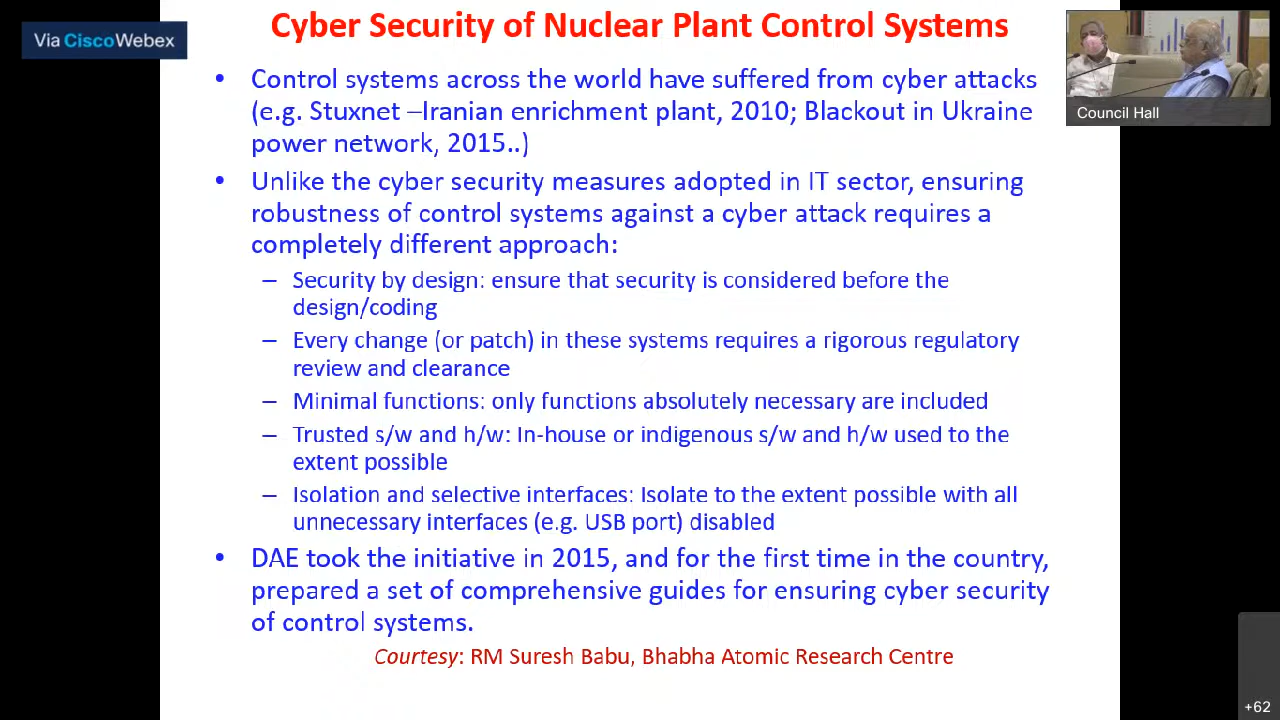 Cyber Security of Nuclear Plant Control Systems
Via CiscoWebex
Council Hall
• Control systems across the world have suffered from cyber attacks
(e.g. Stuxnet –Iranian enrichment plant, 2010; Blackout in Ukraine
power network, 2015..)
• Unlike the cyber security measures adopted in IT sector, ensuring
robustness of control systems against a cyber attack requires a
completely different approach:
– Security by design: ensure that security is considered before the
design/coding
– Every change (or patch) in these systems requires a rigorous regulatory
review and clearance
– Minimal functions: only functions absolutely necessary are included
– Trusted s/w and h/w: In-house or indigenous s/w and h/w used to the
extent possible
– Isolation and selective interfaces: Isolate to the extent possible with all
unnecessary interfaces (e.g. USB port) disabled
• DAE took the initiative in 2015, and for the first time in the country,
prepared a set of comprehensive guides for ensuring cyber security
of control systems.
Courtesy: RM Suresh Babu, Bhabha Atomic Research Centre
+62